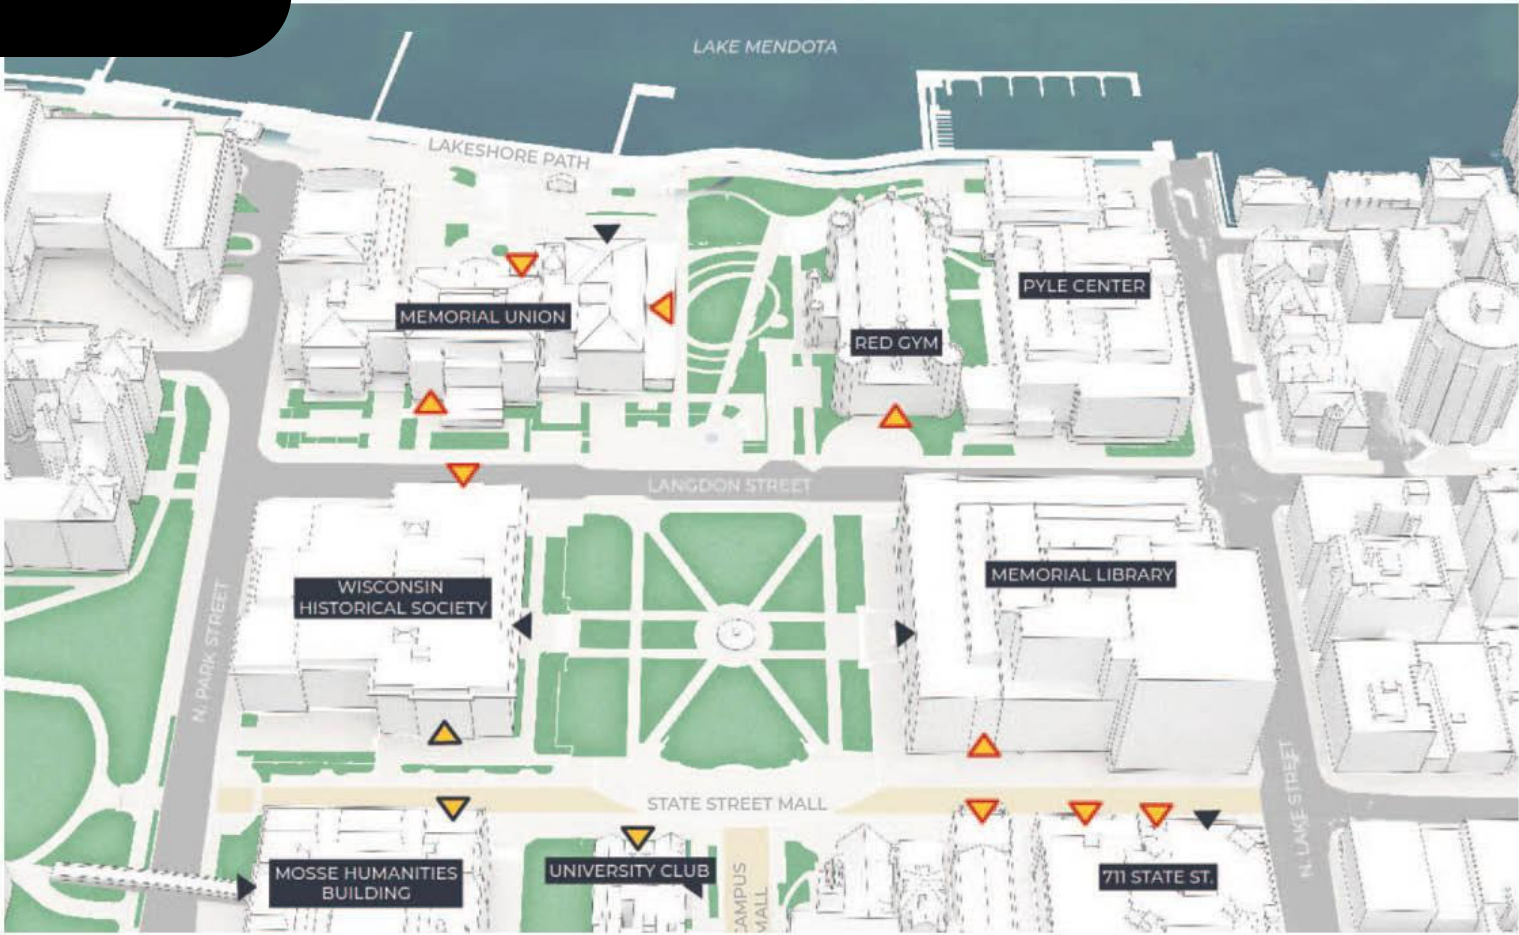 LAKE MENDOTA
LAKESHORE PATH
PYLE CENTER
MEMORIAL UNION
RED GYM
LANGDON STREET
MEMORIAL LIBRARY
WISCONSIN
HISTORICAL SOCIETY
N. PARK STREET
STATE STREET MALL
N. LAKE STREET
MOSSE HUMANITIES
BUILDING
UNIVERSITY CLUB
711 STATE ST.
CAMPUS
MALL